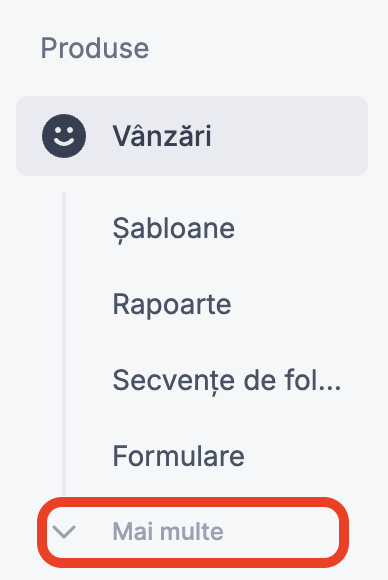 Produse
Vânzări
Șabloane
Rapoarte
Secvențe de fol...
Formulare
Mai multe